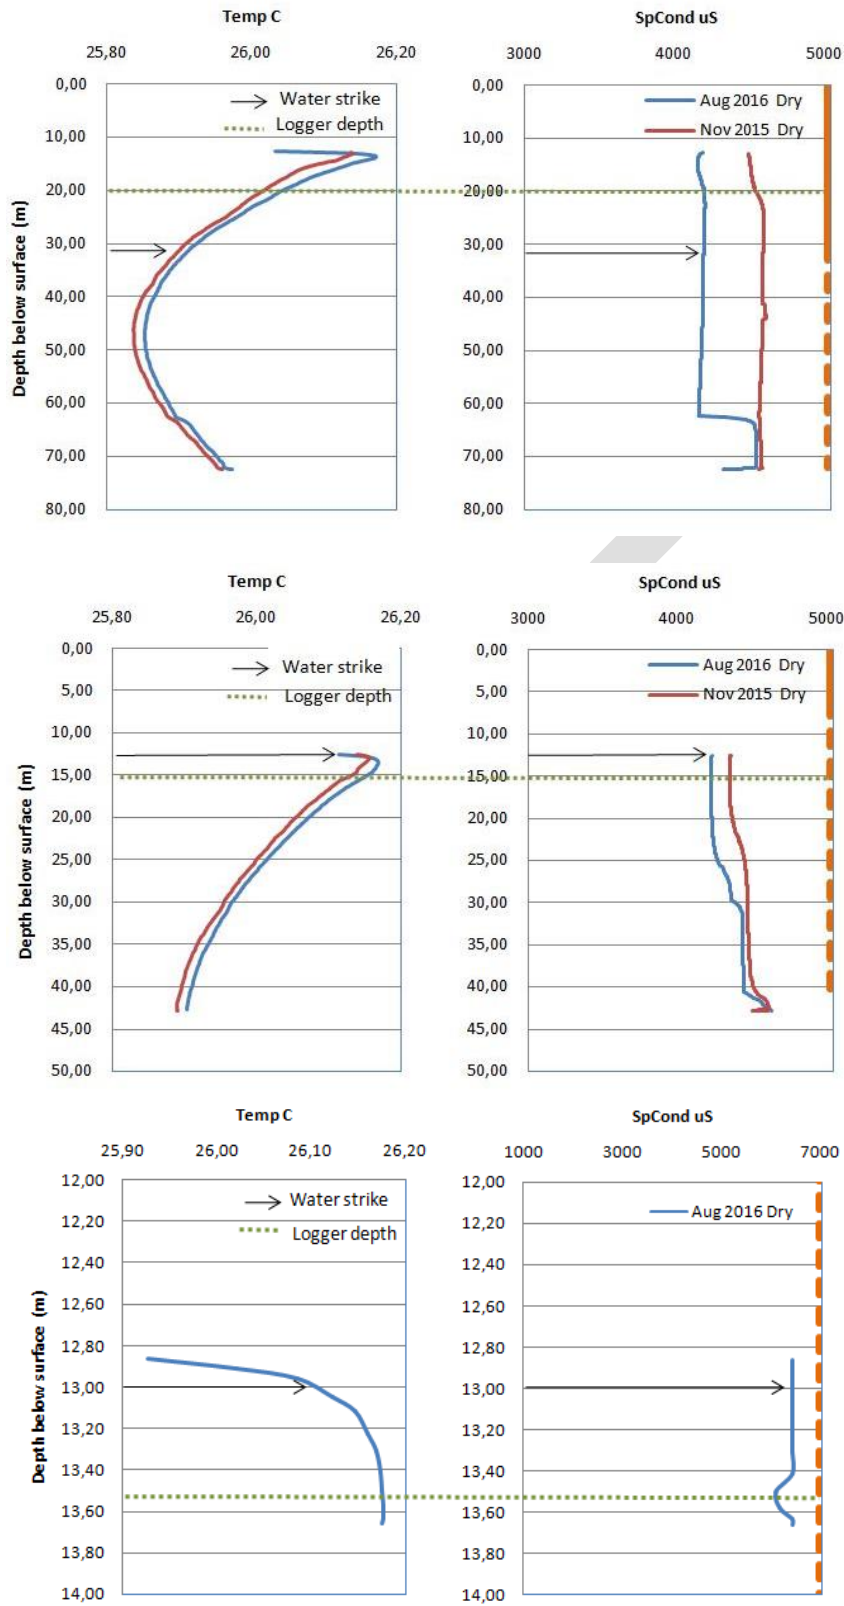 Temp C
SpCond uS
25,80 26,00 26,20
3000 4000 5000
0,00
10,00
20,00
30,00
40,00
50,00
60,00
70,00
80,00
Depth below surface (m)
Water strike
Logger depth
0,00
10,00
20,00
30,00
40,00
50,00
60,00
70,00
80,00
Aug 2016 Dry
Nov 2015 Dry
Temp C
SpCond uS
25,80 26,00 26,20
3000 4000 5000
0,00
5,00
10,00
15,00
20,00
25,00
30,00
35,00
40,00
45,00
50,00
Depth below surface (m)
Water strike
Logger depth
0,00
5,00
10,00
15,00
20,00
25,00
30,00
35,00
40,00
45,00
50,00
Aug 2016 Dry
Nov 2015 Dry
Temp C
SpCond uS
25,90 26,00 26,10 26,20
1000 3000 5000 7000
12,00
12,20
12,40
12,60
12,80
13,00
13,20
13,40
13,60
13,80
14,00
Depth below surface (m)
Water strike
Logger depth
12,00
12,20
12,40
12,60
12,80
13,00
13,20
13,40
13,60
13,80
14,00
Aug 2016 Dry